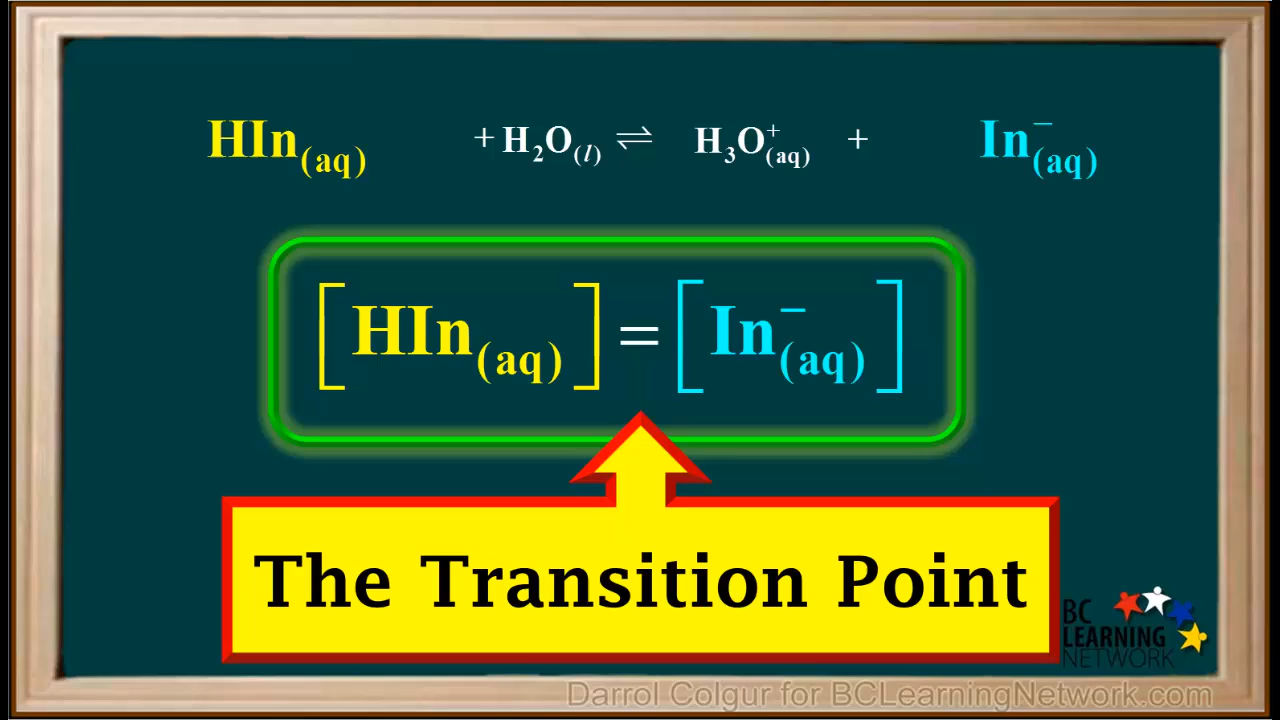 HIn(aq) + H₂O(l) ⇌ H₃O⁺(aq) + In⁻(aq)
[HIn(aq)] = [In⁻(aq)]
The Transition Point
BC
LEARNING
NETWORK
Darrol Colgur for BCLearningNetwork.com